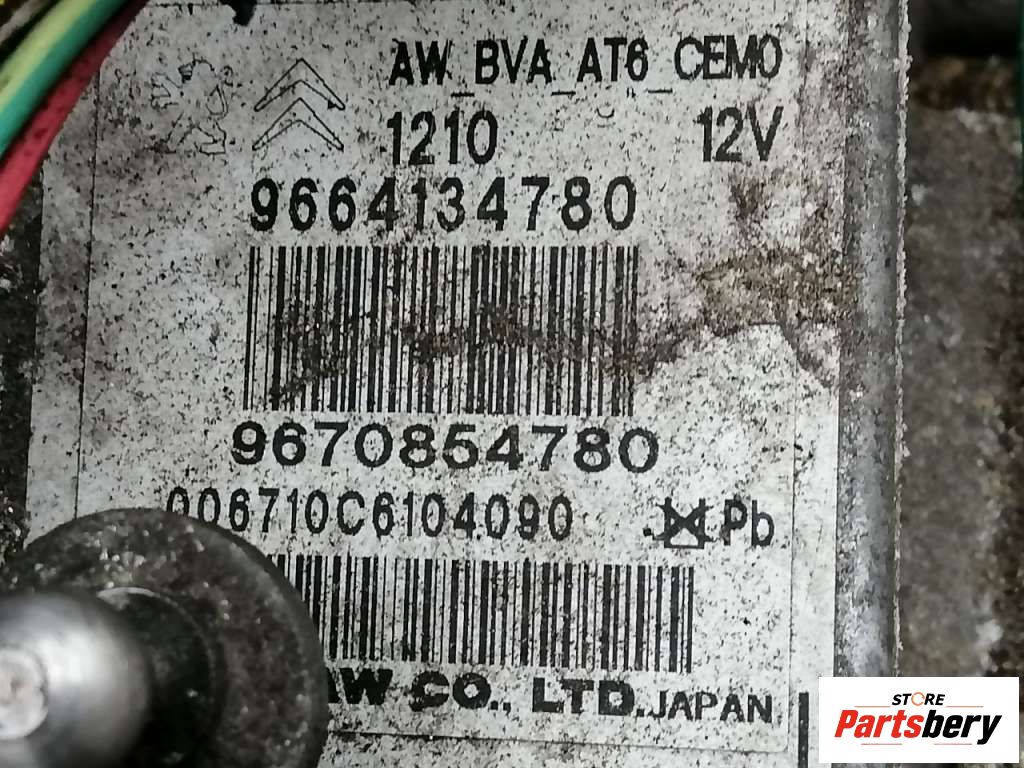 AW_BVA_AT6_CEMO
1210 12V
9664134780
9670854780
006710C6104090 Pb
AW CO., LTD. JAPAN
STORE
Partsbery